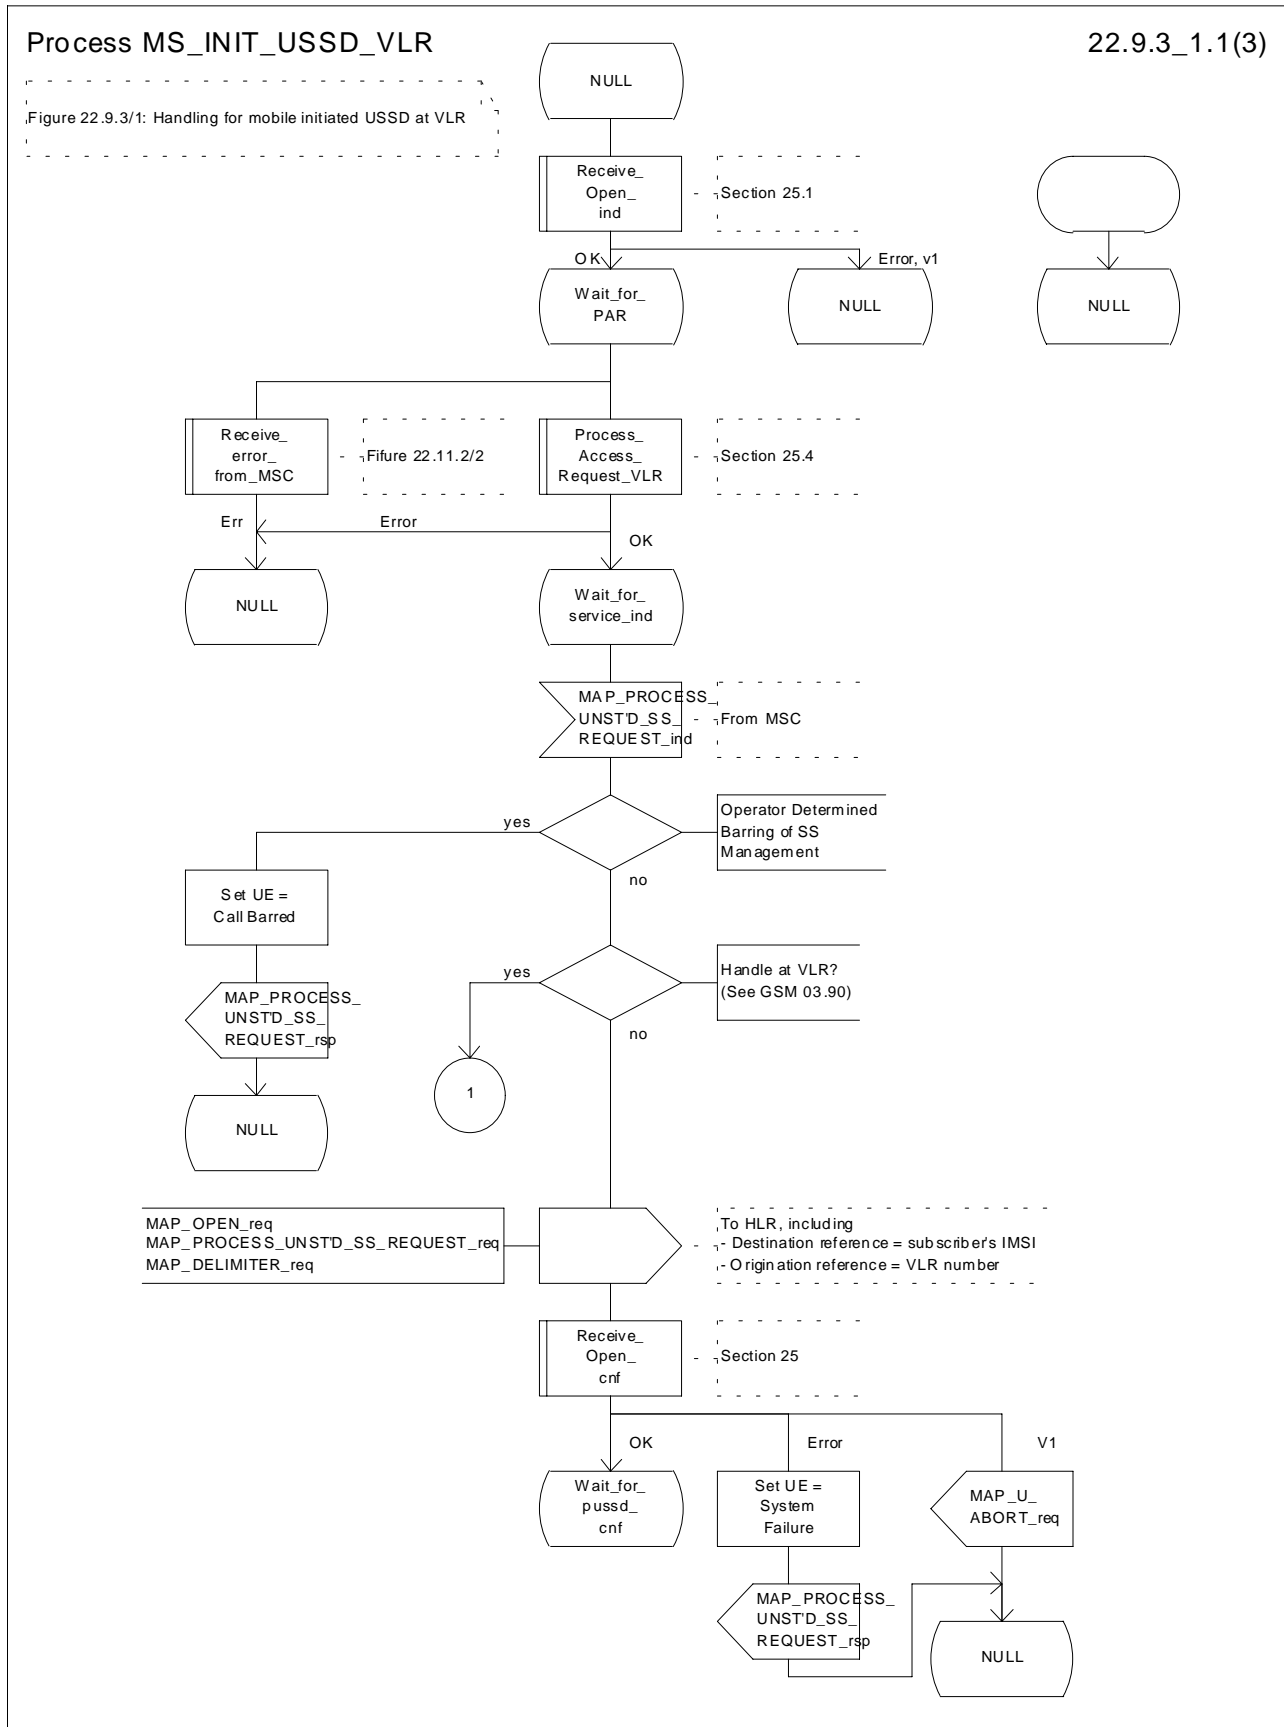 Process MS_INIT_USSD_VLR
22.9.3_1.1(3)
Figure 22.9.3/1: Handling for mobile initiated USSD at VLR
NULL
Receive_
Open_
ind
Section 25.1
OK
Error, v1
Wait_for_
PAR
NULL
NULL
Receive_
error_
from_MSC
Fifure 22.11.2/2
Process_
Access_
Request_VLR
Section 25.4
Err
Error
OK
NULL
Wait_for_
service_ind
MAP_PROCESS_
UNST'D_SS_
REQUEST_ind
From MSC
yes
Operator Determined
Barring of SS
Management
no
Set UE =
Call Barred
yes
Handle at VLR?
(See GSM 03.90)
no
MAP_PROCESS_
UNST'D_SS_
REQUEST_rsp
1
NULL
MAP_OPEN_req
MAP_PROCESS_UNST'D_SS_REQUEST_req
MAP_DELIMITER_req
To HLR, including
- Destination reference = subscriber's IMSI
- Origination reference = VLR number
Receive_
Open_
cnf
Section 25
OK
Error
V1
Wait_for_
pussd_
cnf
Set UE =
System
Failure
MAP_U_
ABORT_req
MAP_PROCESS_
UNST'D_SS_
REQUEST_rsp
NULL